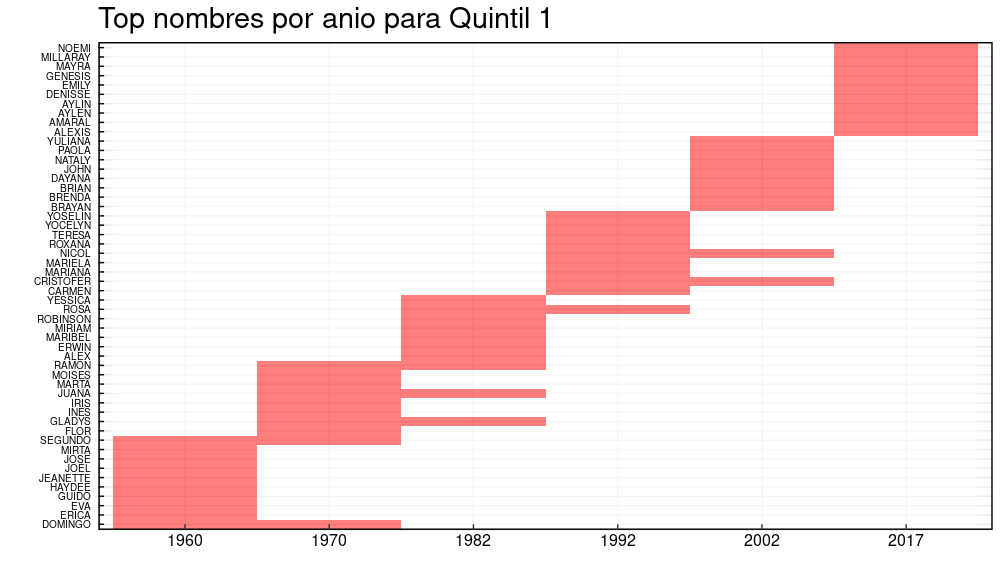 Top nombres por anio para Quintil 1
NOEMI
MILLARAY
MAYRA
GENESIS
EMILY
DENISSE
AYLIN
AYLEN
AMARAL
ALEXIS
YULIANA
PAOLA
NATALY
JOHN
DAYANA
BRIAN
BRENDA
BRAYAN
YOSELIN
YOCELYN
TERESA
ROXANA
NICOL
MARIELA
MARIANA
CRISTOFER
CARMEN
YESSICA
ROSA
ROBINSON
MIRIAM
MARIBEL
ERWIN
ALEX
RAMON
MOISES
MARTA
JUANA
IRIS
INES
GLADYS
FLOR
SEGUNDO
MIRTA
JOSE
JOEL
JEANETTE
HAYDEE
GUIDO
EVA
ERICA
DOMINGO
1960 1970 1982 1992 2002 2017